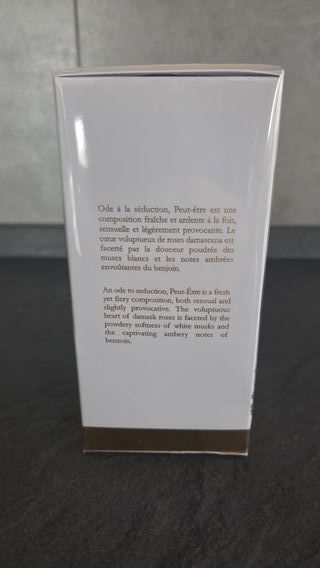 Ode à la séduction, Peut-être est une
composition fraîche et ardente à la fois,
sensuelle et légèrement provocante. Le
cœur voluptueux de roses damascena est
facetté par la douceur poudrée des
muscs blancs et les notes ambrées
envoûtantes du benjoin.
An ode to seduction, Peut-Être is a fresh
yet fiery composition, both sensual and
slightly provocative. The voluptuous
heart of damask roses is faceted by the
powdery softness of white musks and
the captivating ambery notes of
benzoin.